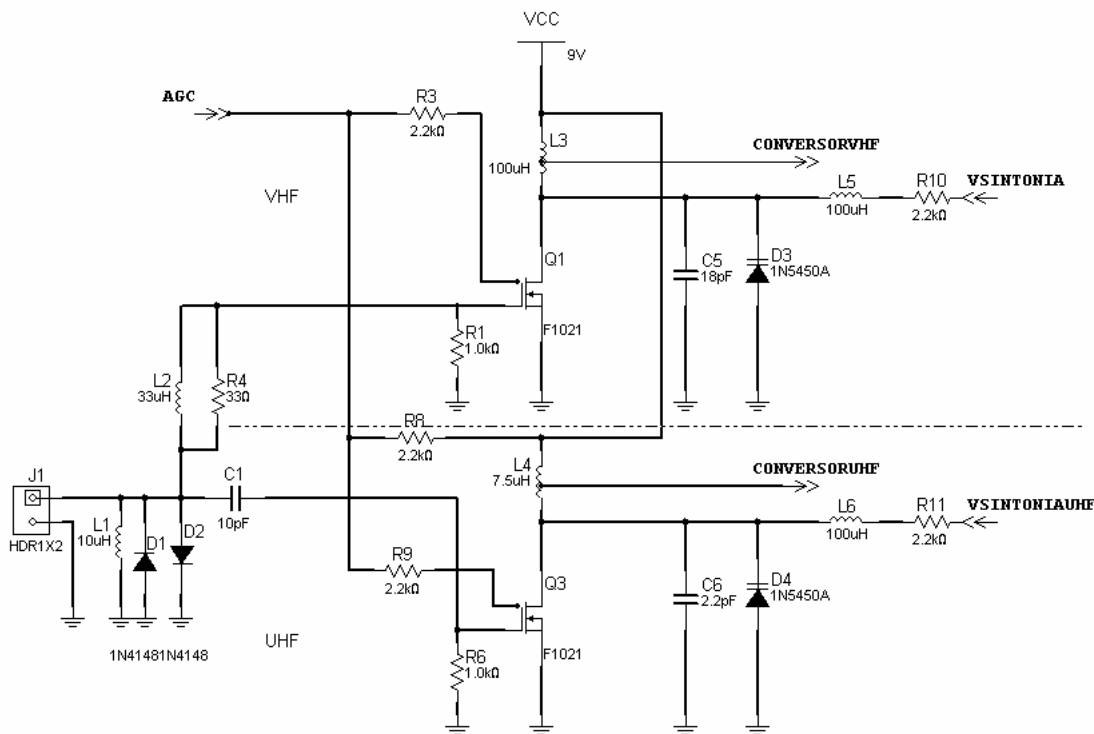 VCC
9V
AGC
R3
2.2kΩ
L3
100uH
CONVERSORVHF
VHF
L5
100uH
R10
2.2kΩ
VSINTONIA
Q1
F1021
C5
18pF
D3
1N5450A
R1
1.0kΩ
L2
33uH
R4
33Ω
R8
2.2kΩ
L4
7.5uH
CONVERSORUHF
J1
HDR1X2
C1
10pF
L6
100uH
R11
2.2kΩ
VSINTONIAUHF
L1
10uH
D1
D2
R9
2.2kΩ
Q3
F1021
C6
2.2pF
D4
1N5450A
1N41481N4148
UHF
R6
1.0kΩ